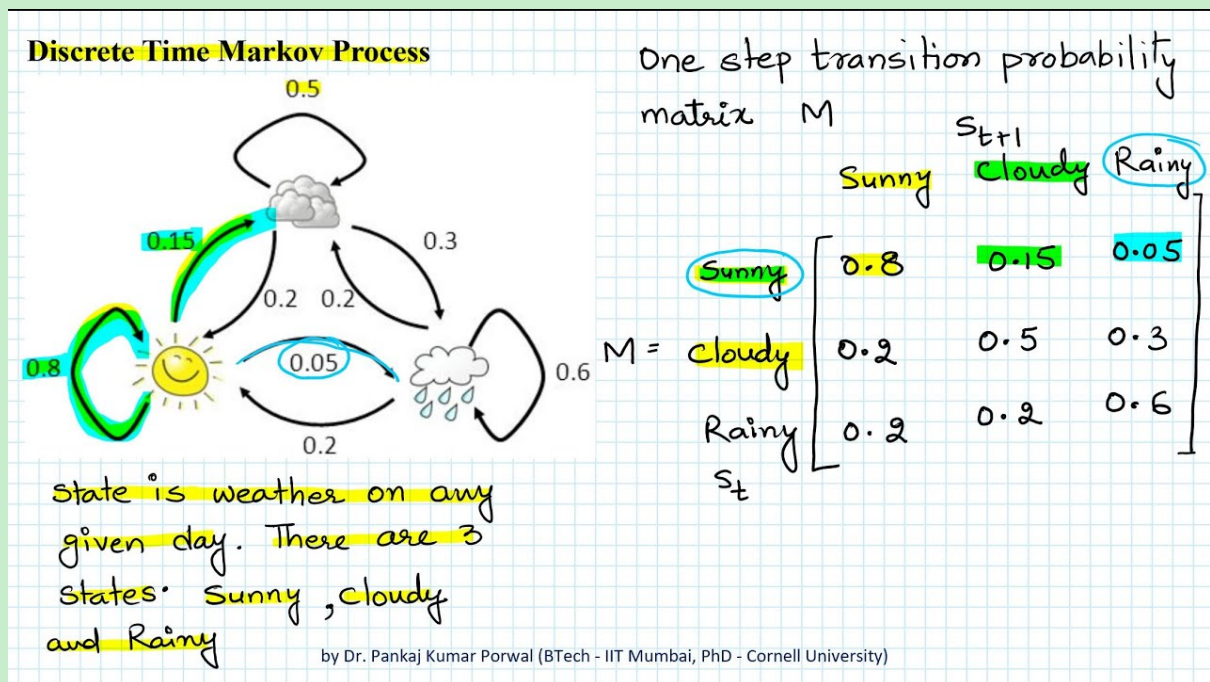 Discrete Time Markov Process
0.5
0.15
0.3
0.2 0.2
0.8
0.05
0.6
0.2
State is weather on any
given day. There are 3
states. Sunny, Cloudy
and Rainy
One step transition probability
matrix M
St+1
Sunny Cloudy Rainy
Sunny 0.8 0.15 0.05
M = Cloudy 0.2 0.5 0.3
Rainy 0.2 0.2 0.6
St
by Dr. Pankaj Kumar Porwal (BTech - IIT Mumbai, PhD - Cornell University)